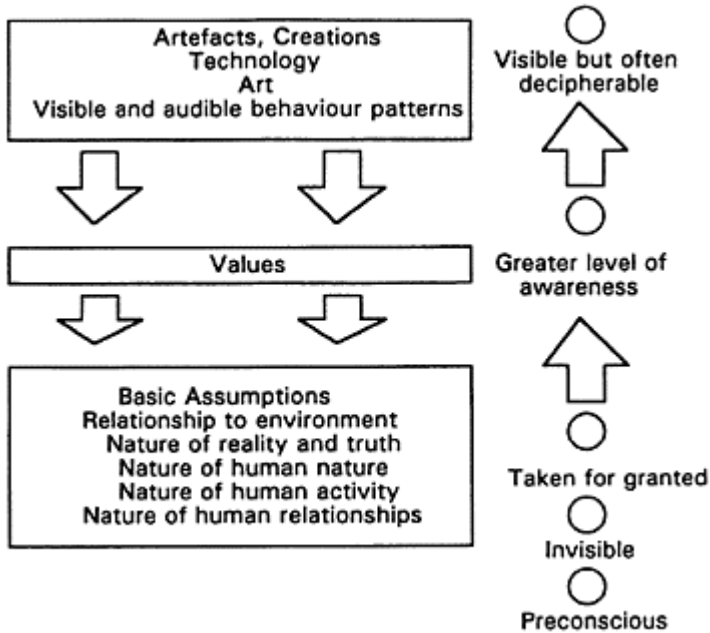 Artefacts, Creations
Technology
Art
Visible and audible behaviour patterns
Visible but often
decipherable
Values
Greater level of
awareness
Basic Assumptions
Relationship to environment
Nature of reality and truth
Nature of human nature
Nature of human activity
Nature of human relationships
Taken for granted
Invisible
Preconscious